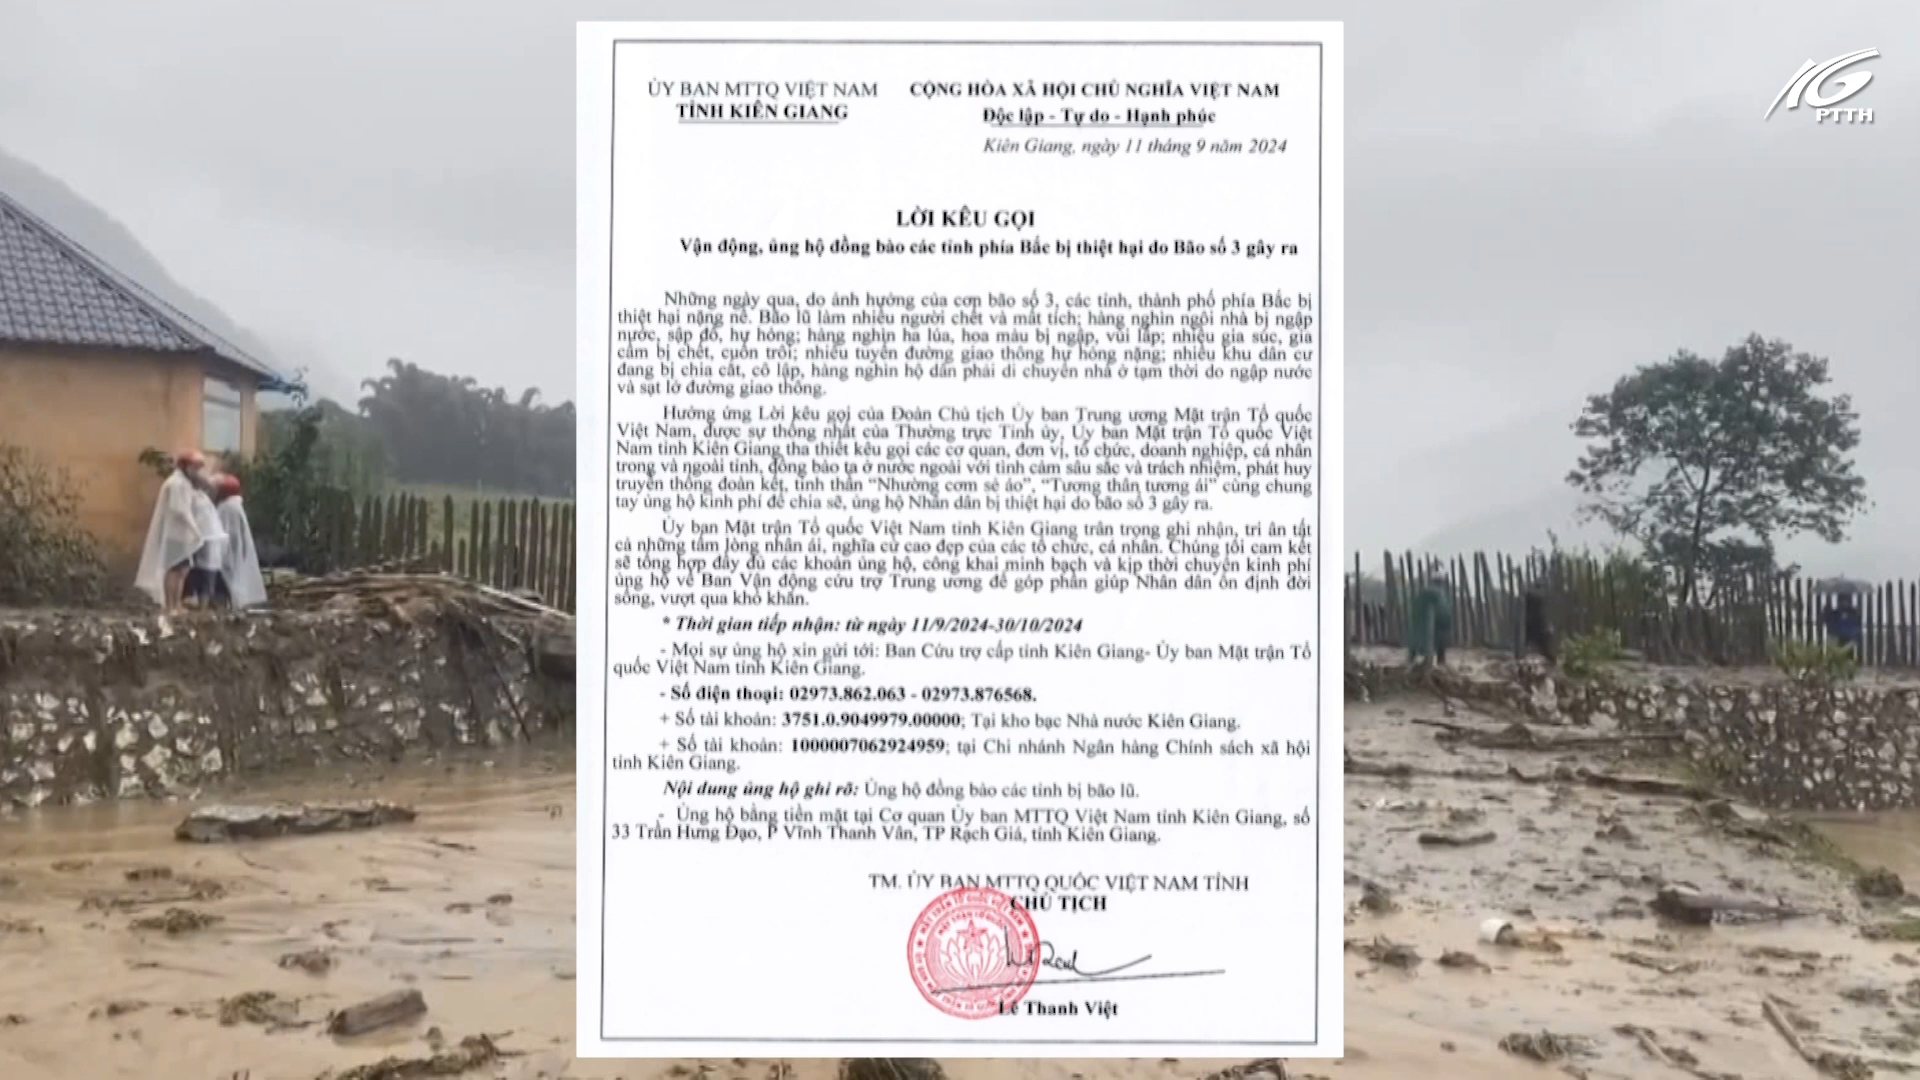 ỦY BAN MTTQ VIỆT NAM
TỈNH KIÊN GIANG
CỘNG HÒA XÃ HỘI CHỦ NGHĨA VIỆT NAM
Độc lập - Tự do - Hạnh phúc
Kiên Giang, ngày 11 tháng 9 năm 2024
PTTH
LỜI KÊU GỌI
Vận động, ủng hộ đồng bào các tỉnh phía Bắc bị thiệt hại do Bão số 3 gây ra
Những ngày qua, do ảnh hưởng của cơn bão số 3, các tỉnh, thành phố phía Bắc bị
thiệt hại nặng nề. Bão lũ làm nhiều người chết và mất tích; hàng nghìn ngôi nhà bị ngập
nước, sập đổ, hư hỏng; hàng nghìn ha lúa, hoa màu bị ngập, vùi lấp; nhiều gia súc, gia
cầm bị chết, cuốn trôi; nhiều tuyến đường giao thông hư hỏng nặng; nhiều khu dân cư
đang bị chia cắt, cô lập, hàng nghìn hộ dân phải di chuyển nhà ở tạm thời do ngập nước
và sạt lở đường giao thông.
Hưởng ứng Lời kêu gọi của Đoàn Chủ tịch Ủy ban Trung ương Mặt trận Tổ quốc
Việt Nam, được sự thống nhất của Thường trực Tỉnh ủy, Ủy ban Mặt trận Tổ quốc Việt
Nam tỉnh Kiên Giang tha thiết kêu gọi các cơ quan, đơn vị, tổ chức, doanh nghiệp, cá nhân
trong và ngoài tỉnh, đồng bào ta ở nước ngoài với tình cảm sâu sắc và trách nhiệm, phát huy
truyền thống đoàn kết, tinh thần “Nhường cơm sẻ áo”, “Tương thân tương ái” cùng chung
tay ủng hộ kinh phí để chia sẽ, ủng hộ Nhân dân bị thiệt hại do bão số 3 gây ra.
Ủy ban Mặt trận Tổ quốc Việt Nam tỉnh Kiên Giang trân trọng ghi nhận, tri ân tất
cả những tấm lòng nhân ái, nghĩa cử cao đẹp của các tổ chức, cá nhân. Chúng tôi cam kết
sẽ tổng hợp đầy đủ các khoản ủng hộ, công khai minh bạch và kịp thời chuyển kinh phí
ủng hộ về Ban Vận động cứu trợ Trung ương để góp phần giúp Nhân dân ổn định đời
sống, vượt qua khó khăn.
* Thời gian tiếp nhận: từ ngày 11/9/2024-30/10/2024
- Mọi sự ủng hộ xin gửi tới: Ban Cứu trợ cấp tỉnh Kiên Giang- Ủy ban Mặt trận Tổ
quốc Việt Nam tỉnh Kiên Giang.
- Số điện thoại: 02973.862.063 - 02973.876568.
+ Số tài khoản: 3751.0.9049979.00000; Tại kho bạc Nhà nước Kiên Giang.
+ Số tài khoản: 1000007062924959; tại Chi nhánh Ngân hàng Chính sách xã hội
tỉnh Kiên Giang.
Nội dung ủng hộ ghi rõ: Ủng hộ đồng bào các tỉnh bị bão lũ.
- Ủng hộ bằng tiền mặt tại Cơ quan Ủy ban MTTQ Việt Nam tỉnh Kiên Giang, số
33 Trần Hưng Đạo, P Vĩnh Thanh Vân, TP Rạch Giá, tỉnh Kiên Giang.
TM. ỦY BAN MTTQ QUỐC VIỆT NAM TỈNH
CHỦ TỊCH
Lê Thanh Việt